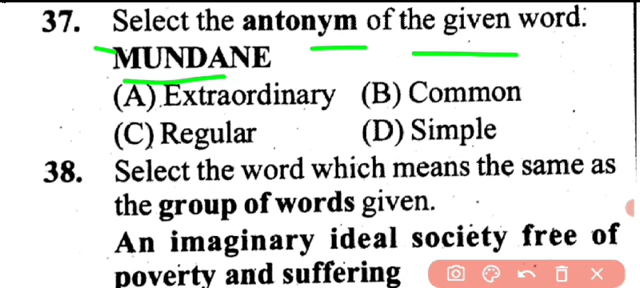 37. Select the antonym of the given word.
MUNDANE
(A) Extraordinary (B) Common
(C) Regular (D) Simple
38. Select the word which means the same as
the group of words given.
An imaginary ideal society free of
poverty and suffering